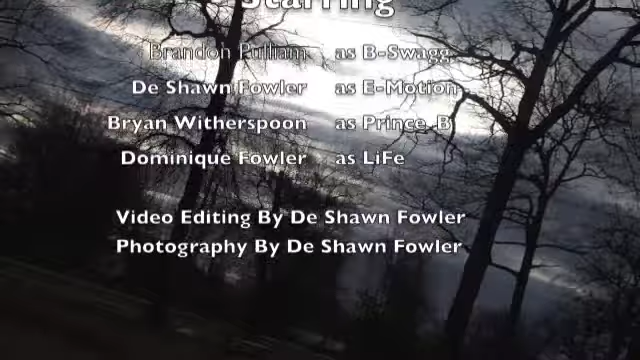 Starring
Brandon Pulliam as B-Swagg
De Shawn Fowler as E-Motion
Bryan Witherspoon as Prince B
Dominique Fowler as LiFe
Video Editing By De Shawn Fowler
Photography By De Shawn Fowler